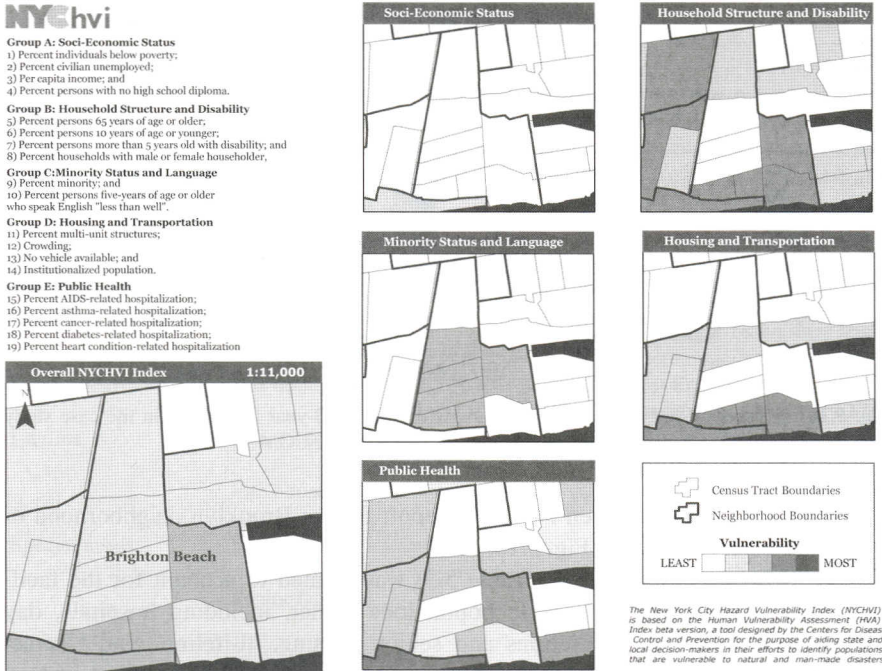 NYC hvi
Group A: Soci-Economic Status
1) Percent individuals below poverty;
2) Percent civilian unemployed;
3) Per capita income; and
4) Percent persons with no high school diploma.
Group B: Household Structure and Disability
5) Percent persons 65 years of age or older;
6) Percent persons 10 years of age or younger;
7) Percent persons more than 5 years old with disability; and
8) Percent households with male or female householder,
Group C:Minority Status and Language
9) Percent minority; and
10) Percent persons five-years of age or older
who speak English "less than well".
Group D: Housing and Transportation
11) Percent multi-unit structures;
12) Crowding;
13) No vehicle available; and
14) Institutionalized population.
Group E: Public Health
15) Percent AIDS-related hospitalization;
16) Percent asthma-related hospitalization;
17) Percent cancer-related hospitalization;
18) Percent diabetes-related hospitalization;
19) Percent heart condition-related hospitalization
Overall NYCHVI Index 1:11,000
N
Brighton Beach
Soci-Economic Status
Household Structure and Disability
Minority Status and Language
Housing and Transportation
Public Health
Census Tract Boundaries
Neighborhood Boundaries
Vulnerability
LEAST MOST
The New York City Hazard Vulnerability Index (NYCHVI)
is based on the Human Vulnerability Assessment (HVA)
Index beta version, a tool designed by the Centers for Diseas
Control and Prevention for the purpose of aiding state and
local decision-makers in their efforts to identify populations
that are vulnerable to natural and man-made disasters